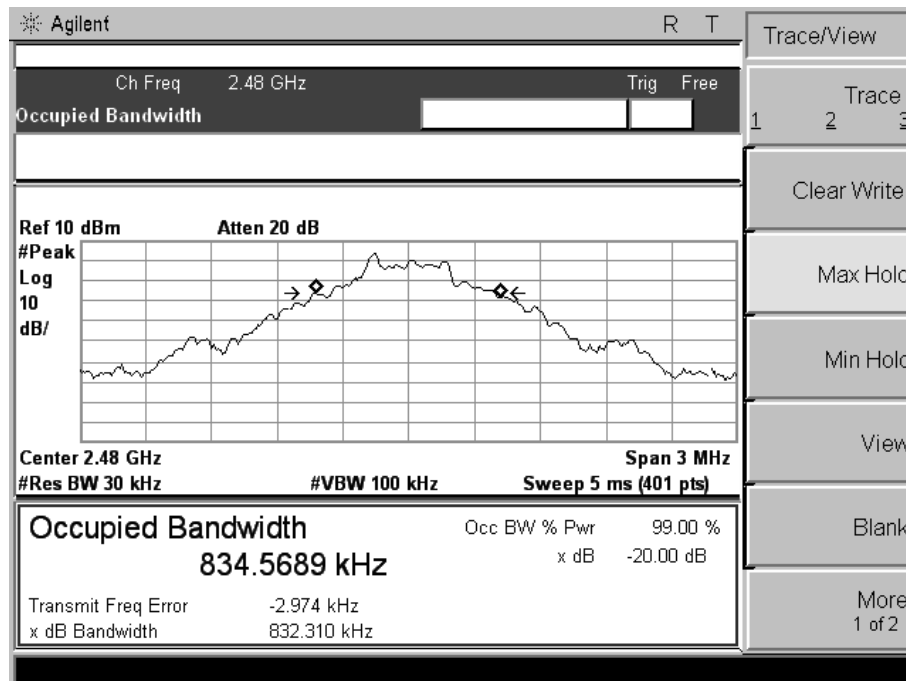 Agilent R T
Trace/View
Ch Freq 2.48 GHz Trig Free
Occupied Bandwidth
Trace
1 2 3
Clear Write
Max Hold
Min Hold
View
Blank
More
1 of 2
Ref 10 dBm Atten 20 dB
#Peak
Log
10
dB/
Center 2.48 GHz Span 3 MHz
#Res BW 30 kHz #VBW 100 kHz Sweep 5 ms (401 pts)
Occupied Bandwidth
834.5689 kHz
Occ BW % Pwr 99.00 %
x dB -20.00 dB
Transmit Freq Error -2.974 kHz
x dB Bandwidth 832.310 kHz